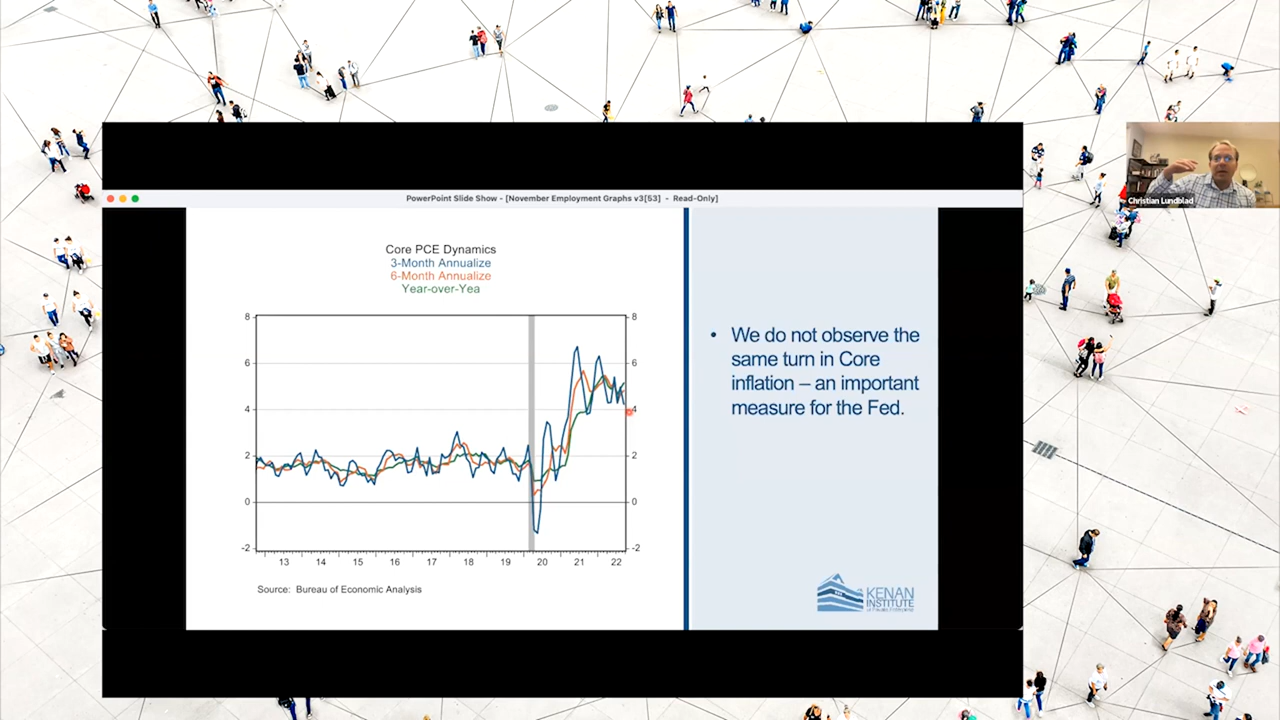 PowerPoint Slide Show - [November Employment Graphs v3[53] - Read-Only]
Christian Lundblad
Core PCE Dynamics
3-Month Annualize
6-Month Annualize
Year-over-Yea
8
8
6
6
4
4
2
2
0
0
-2
-2
13 14 15 16 17 18 19 20 21 22
Source: Bureau of Economic Analysis
• We do not observe the
same turn in Core
inflation – an important
measure for the Fed.
KENAN
INSTITUTE